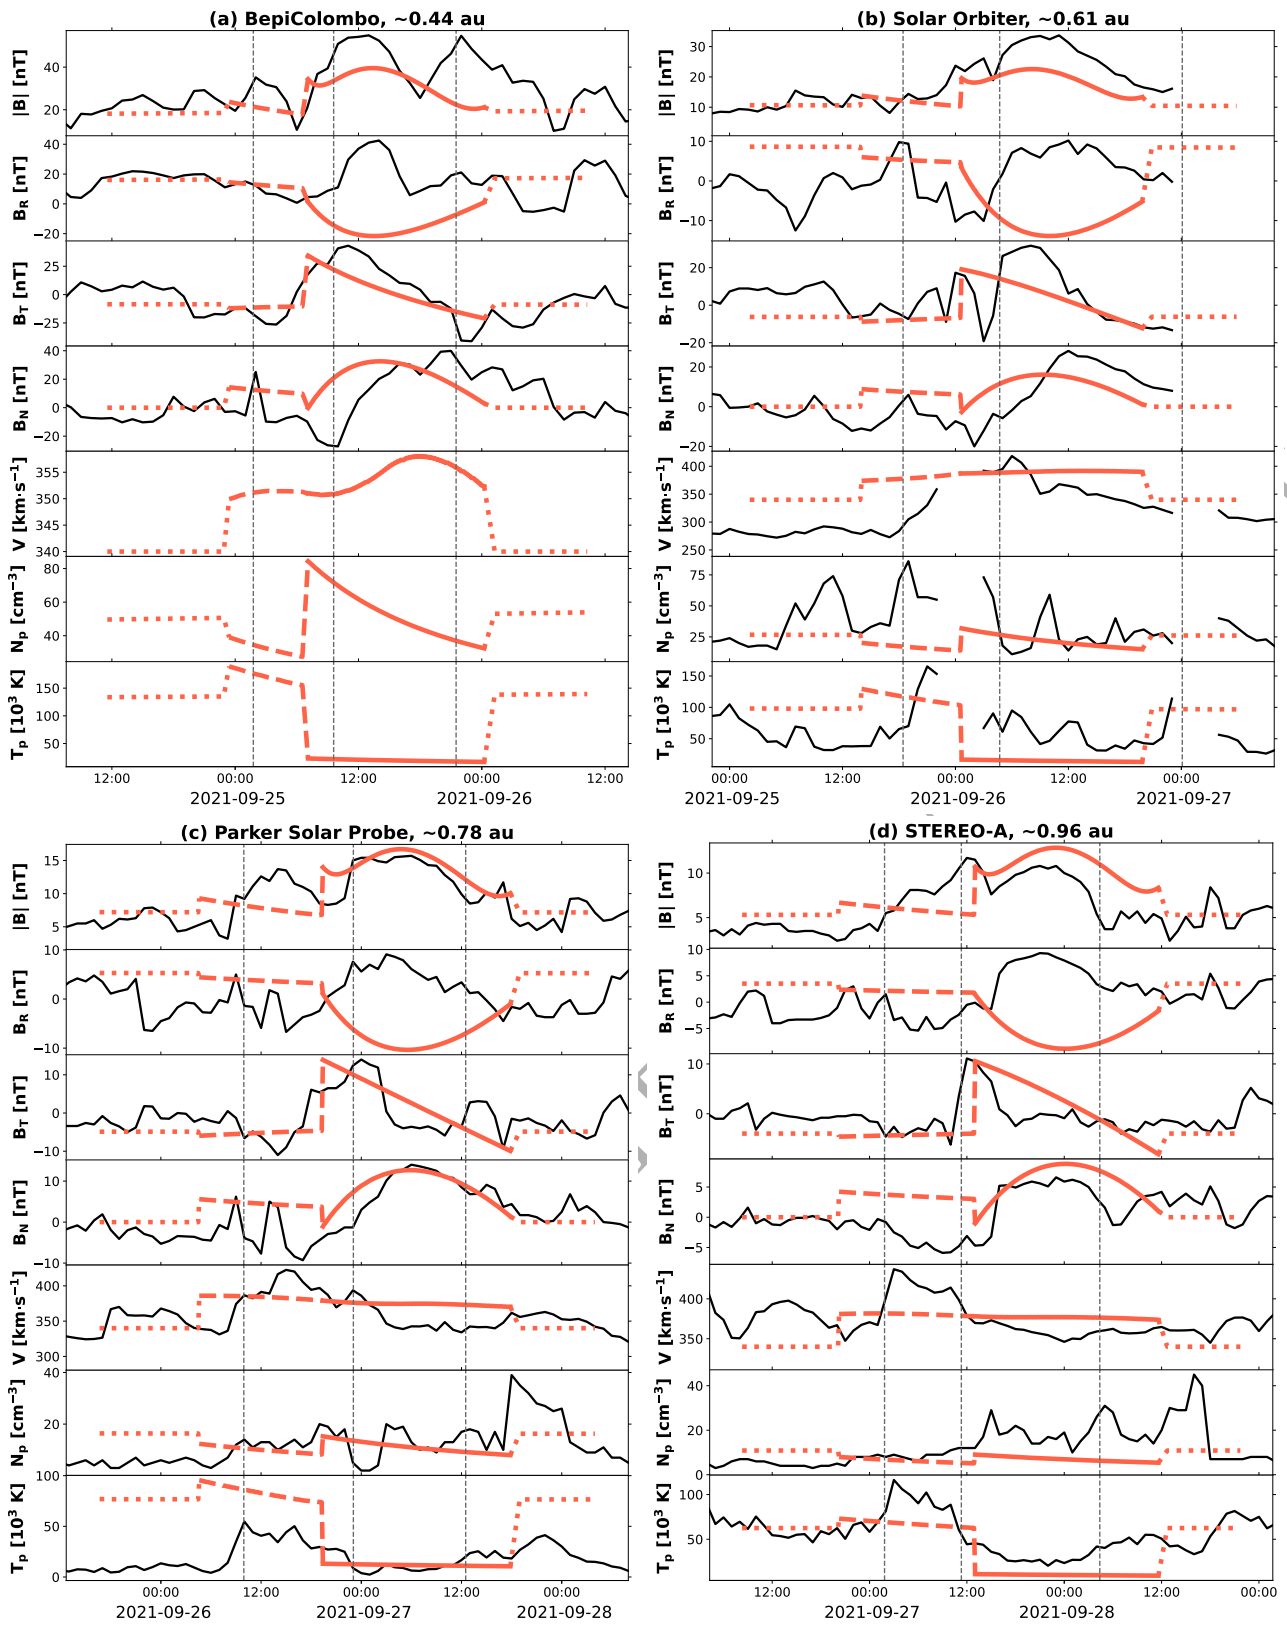 (a) BepiColombo, ~0.44 au
|B| [nT]
40
20
B_R [nT]
40
20
0
−20
B_T [nT]
25
0
−25
B_N [nT]
40
20
0
−20
V [km·s⁻¹]
355
350
345
340
N_p [cm⁻³]
80
60
40
T_p [10³ K]
150
100
50
12:00 00:00 12:00 00:00 12:00
2021-09-25 2021-09-26
(b) Solar Orbiter, ~0.61 au
|B| [nT]
30
20
10
B_R [nT]
10
0
−10
B_T [nT]
20
0
−20
B_N [nT]
20
0
−20
V [km·s⁻¹]
400
350
300
250
N_p [cm⁻³]
75
50
25
T_p [10³ K]
150
100
50
00:00 12:00 00:00 12:00 00:00
2021-09-25 2021-09-26 2021-09-27
(c) Parker Solar Probe, ~0.78 au
|B| [nT]
15
10
5
B_R [nT]
10
0
−10
B_T [nT]
10
0
−10
B_N [nT]
10
0
−10
V [km·s⁻¹]
400
350
300
N_p [cm⁻³]
40
20
T_p [10³ K]
100
50
0
00:00 12:00 00:00 12:00 00:00
2021-09-26 2021-09-27 2021-09-28
(d) STEREO-A, ~0.96 au
|B| [nT]
10
5
B_R [nT]
10
5
0
−5
B_T [nT]
10
0
B_N [nT]
5
0
−5
V [km·s⁻¹]
400
350
N_p [cm⁻³]
40
20
0
T_p [10³ K]
100
50
12:00 00:00 12:00 00:00 12:00 00:00
2021-09-27 2021-09-28